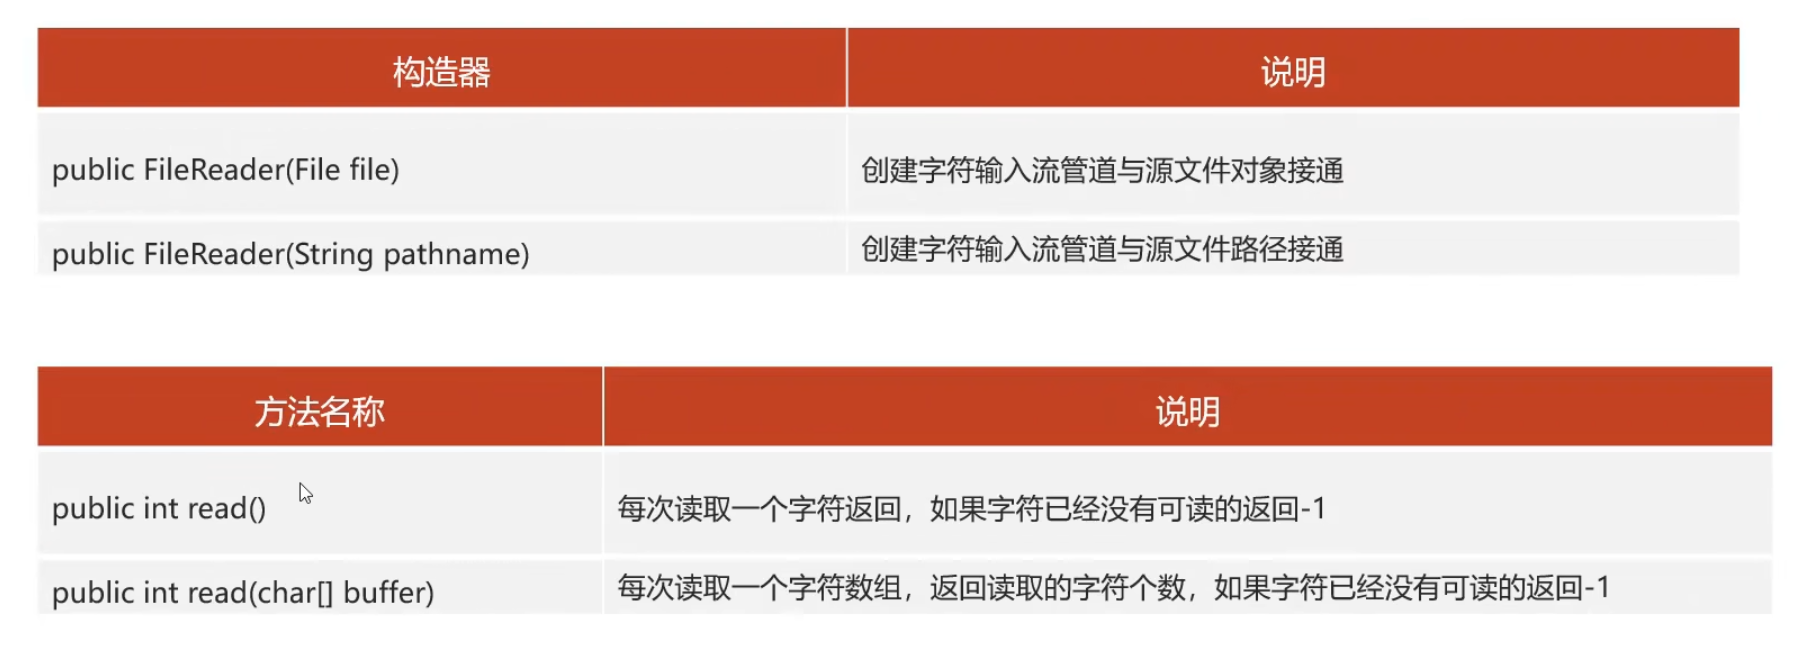 构造器 说明
public FileReader(File file) 创建字符输入流管道与源文件对象接通
public FileReader(String pathname) 创建字符输入流管道与源文件路径接通
方法名称 说明
public int read() 每次读取一个字符返回，如果字符已经没有可读的返回-1
public int read(char[] buffer) 每次读取一个字符数组，返回读取的字符个数，如果字符已经没有可读的返回-1